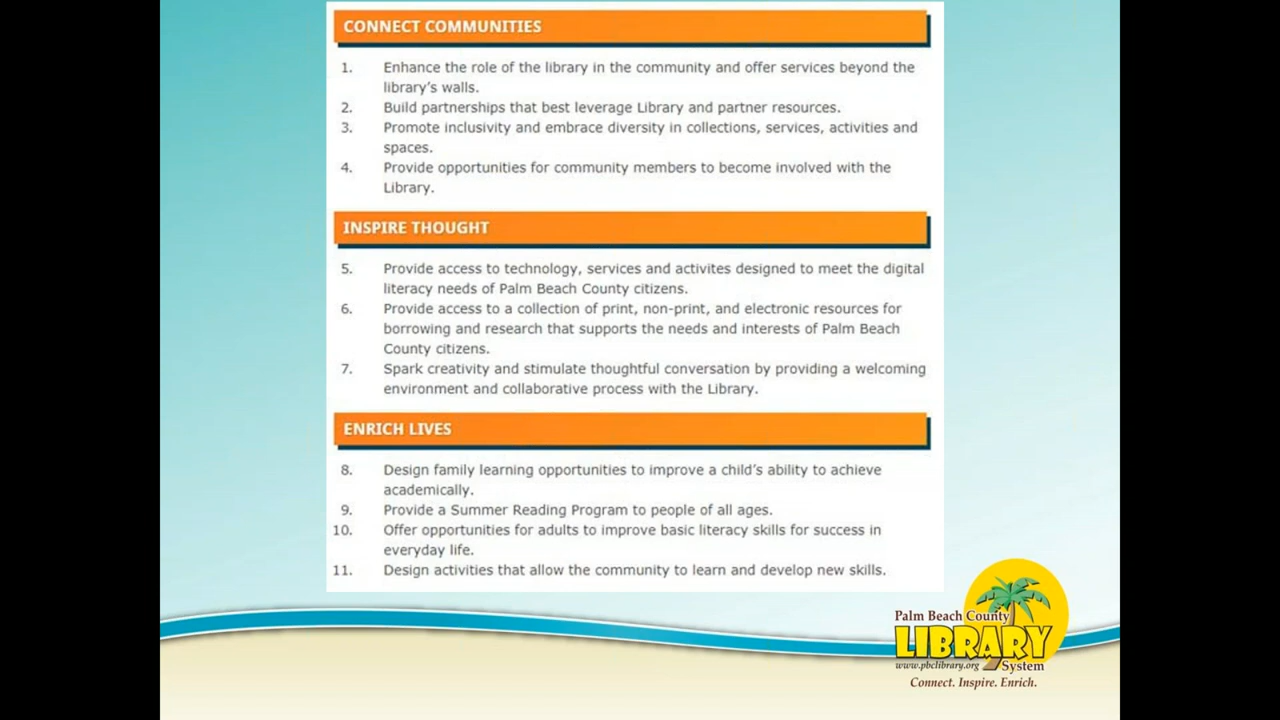 CONNECT COMMUNITIES
1. Enhance the role of the library in the community and offer services beyond the
library's walls.
2. Build partnerships that best leverage Library and partner resources.
3. Promote inclusivity and embrace diversity in collections, services, activities and
spaces.
4. Provide opportunities for community members to become involved with the
Library.
INSPIRE THOUGHT
5. Provide access to technology, services and activites designed to meet the digital
literacy needs of Palm Beach County citizens.
6. Provide access to a collection of print, non-print, and electronic resources for
borrowing and research that supports the needs and interests of Palm Beach
County citizens.
7. Spark creativity and stimulate thoughtful conversation by providing a welcoming
environment and collaborative process with the Library.
ENRICH LIVES
8. Design family learning opportunities to improve a child's ability to achieve
academically.
9. Provide a Summer Reading Program to people of all ages.
10. Offer opportunities for adults to improve basic literacy skills for success in
everyday life.
11. Design activities that allow the community to learn and develop new skills.
Palm Beach County
LIBRARY
www.pbclibrary.org System
Connect. Inspire. Enrich.